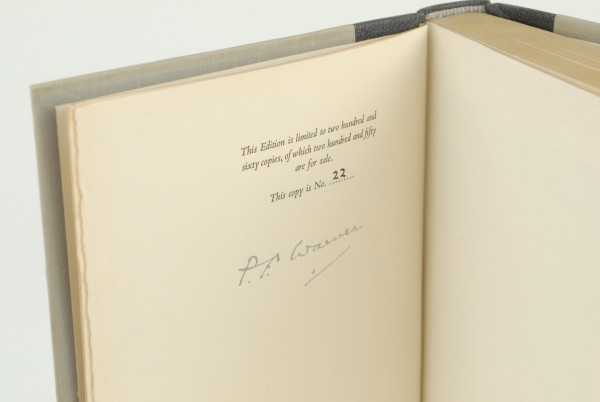 This Edition is limited to two hundred and
sixty copies, of which two hundred and fifty
are for sale.
This copy is No. ..22.....
P. F. Warner